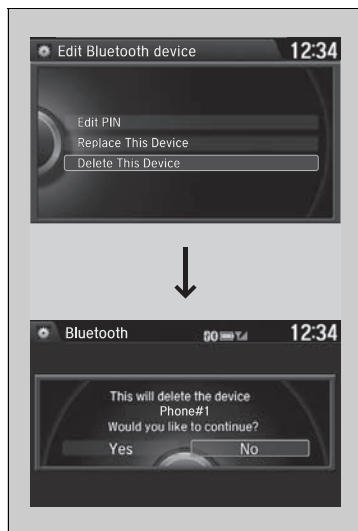 Edit Bluetooth device 12:34
Edit PIN
Replace This Device
Delete This Device
Bluetooth 12:34
This will delete the device
Phone#1
Would you like to continue?
Yes No